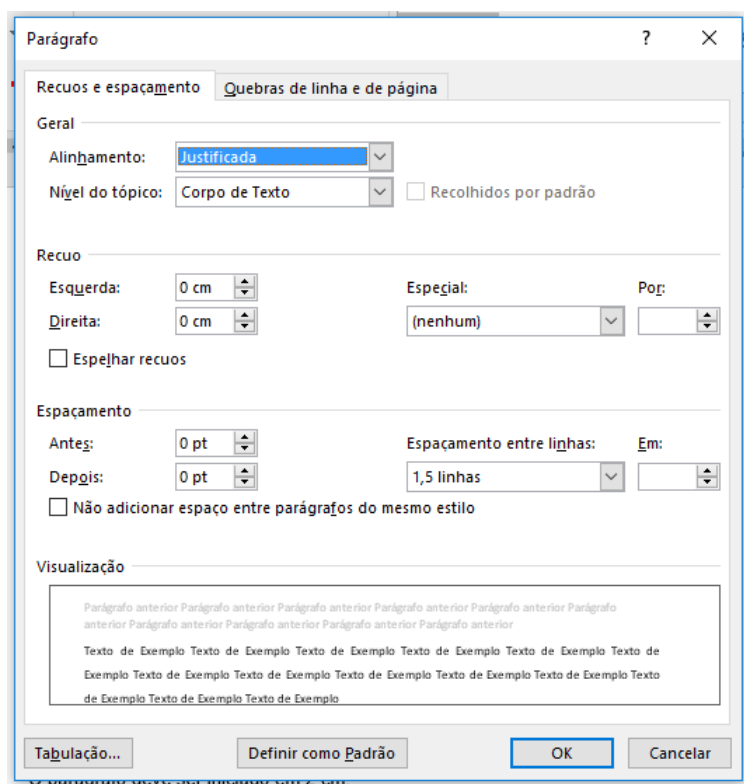 Parágrafo ?
Recuos e espaçamento Quebras de linha e de página
Geral
Alinhamento: Justificada
Nível do tópico: Corpo de Texto Recolhidos por padrão
Recuo
Esquerda: 0 cm Especial: Por:
Direita: 0 cm (nenhum)
Espelhar recuos
Espaçamento
Antes: 0 pt Espaçamento entre linhas: Em:
Depois: 0 pt 1,5 linhas
Não adicionar espaço entre parágrafos do mesmo estilo
Visualização
Parágrafo anterior Parágrafo anterior Parágrafo anterior Parágrafo anterior Parágrafo anterior Parágrafo
anterior Parágrafo anterior Parágrafo anterior Parágrafo anterior Parágrafo anterior
Texto de Exemplo Texto de Exemplo Texto de Exemplo Texto de Exemplo Texto de Exemplo Texto de
Exemplo Texto de Exemplo Texto de Exemplo Texto de Exemplo Texto de Exemplo Texto de Exemplo Texto
de Exemplo Texto de Exemplo Texto de Exemplo
Tabulação... Definir como Padrão OK Cancelar